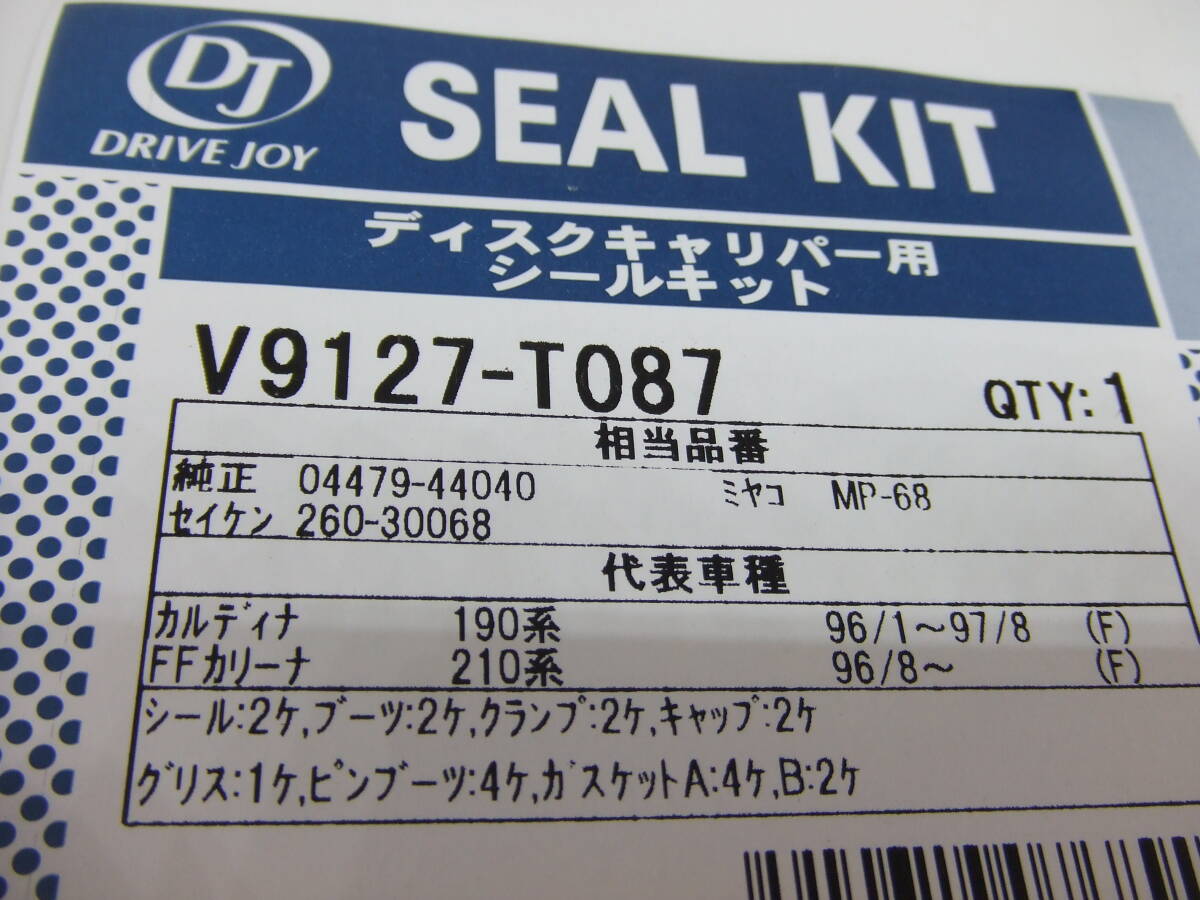 DJ
DRIVE JOY
SEAL KIT
ディスクキャリパー用
シールキット
V9127-T087 QTY: 1
相当品番
純正 04479-44040 ミヤコ MP-68
セイケン 260-30068
代表車種
カルディナ 190系 96/1～97/8 (F)
FFカリーナ 210系 96/8～ (F)
シール:2ケ,ブーツ:2ケ,クランプ:2ケ,キャップ:2ケ
グリス:1ケ,ピンブーツ:4ケ,ガスケットA:4ケ,B:2ケ